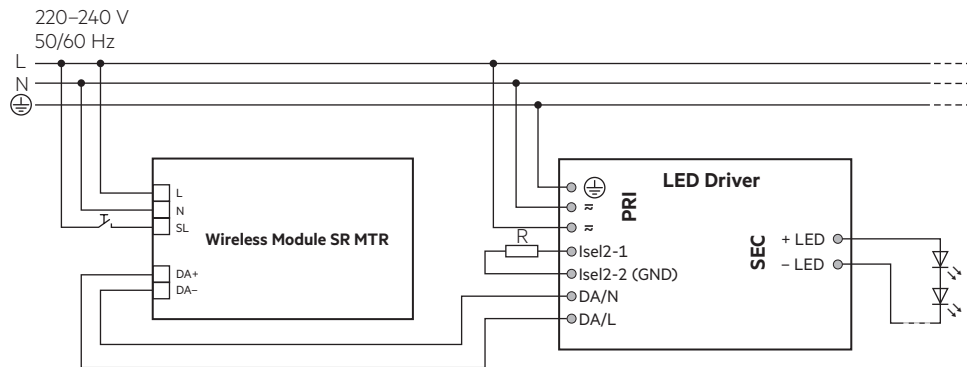 220–240 V
50/60 Hz
L
N
Wireless Module SR MTR
L
N
SL
DA+
DA−
LED Driver
PRI
≂
≂
R
Isel2-1
Isel2-2 (GND)
DA/N
DA/L
SEC
+ LED
− LED